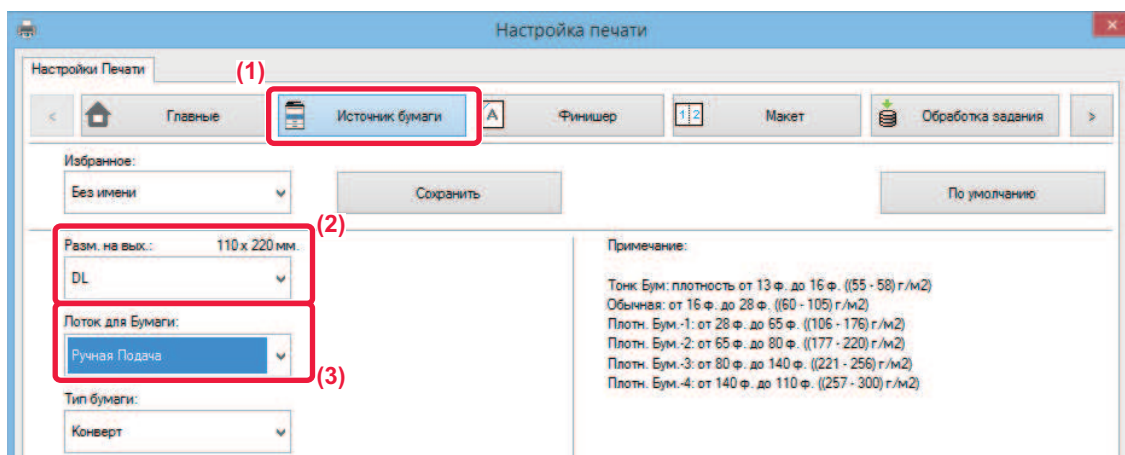 Настройка печати
Настройки Печати
(1)
< Главные Источник бумаги A Финишер 1 2 Макет Обработка задания >
Избранное:
Без имени Сохранить По умолчанию
(2)
Разм. на вых.: 110 x 220 мм.
DL
Лоток для Бумаги:
Ручная Подача
(3)
Тип бумаги:
Конверт
Примечание:
Тонк Бум: плотность от 13 ф. до 16 ф. ((55 - 58) г/м2)
Обычная: от 16 ф. до 28 ф. ((60 - 105) г/м2)
Плотн. Бум.-1: от 28 ф. до 65 ф. ((106 - 176) г/м2)
Плотн. Бум.-2: от 65 ф. до 80 ф. ((177 - 220) г/м2)
Плотн. Бум.-3: от 80 ф. до 140 ф. ((221 - 256) г/м2)
Плотн. Бум.-4: от 140 ф. до 110 ф. ((257 - 300) г/м2)